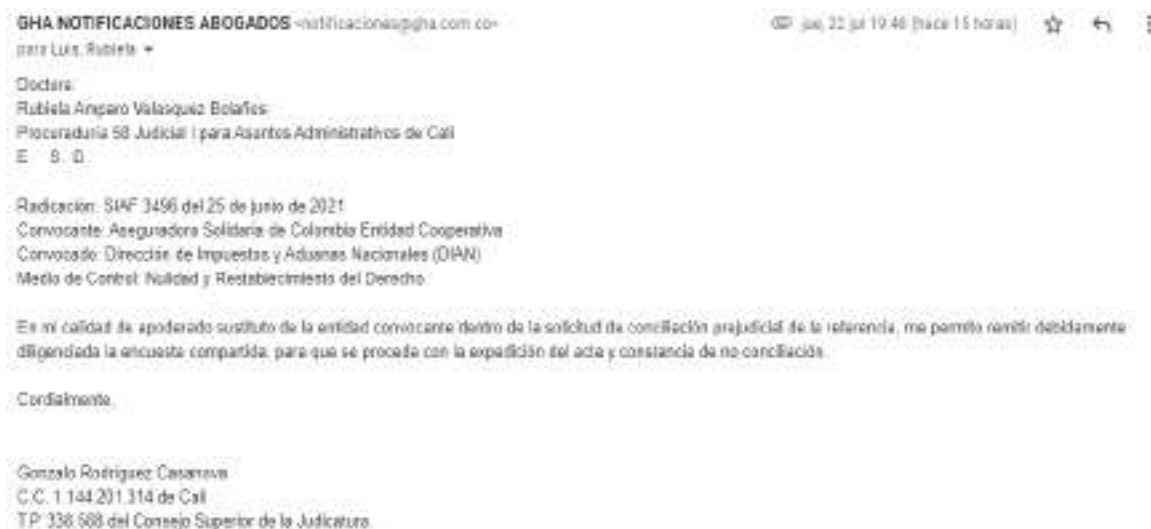 GHA NOTIFICACIONES ABOGADOS <notificaciones@gha.com.co>
jue, 22 jul 19:46 (hace 15 horas)
para Luis, Rubiela
Doctora:
Rubiela Amparo Velasquez Bolaños
Procuraduría 58 Judicial I para Asuntos Administrativos de Cali
E. S. D.
Radicación: SIAF 3496 del 25 de junio de 2021
Convocante: Aseguradora Solidaria de Colombia Entidad Cooperativa
Convocado: Dirección de Impuestos y Aduanas Nacionales (DIAN)
Medio de Control: Nulidad y Restablecimiento del Derecho
En mi calidad de apoderado sustituto de la entidad convocante dentro de la solicitud de conciliación prejudicial de la referencia, me permito remitir debidamente
diligenciada la encuesta compartida, para que se proceda con la expedición del acta y constancia de no conciliación.
Cordialmente,
Gonzalo Rodríguez Casanova
C.C. 1.144.201.314 de Cali
T.P. 338.588 del Consejo Superior de la Judicatura.